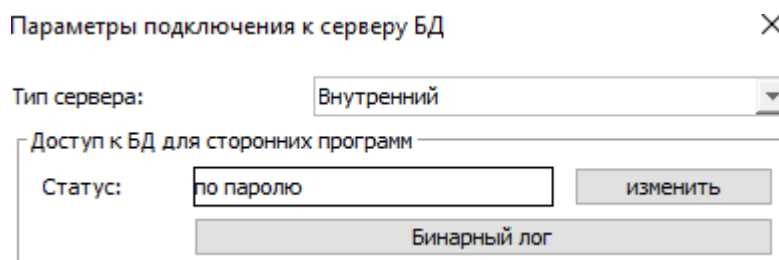 Параметры подключения к серверу БД
Тип сервера: Внутренний
Доступ к БД для сторонних программ
Статус: по паролю изменить
Бинарный лог